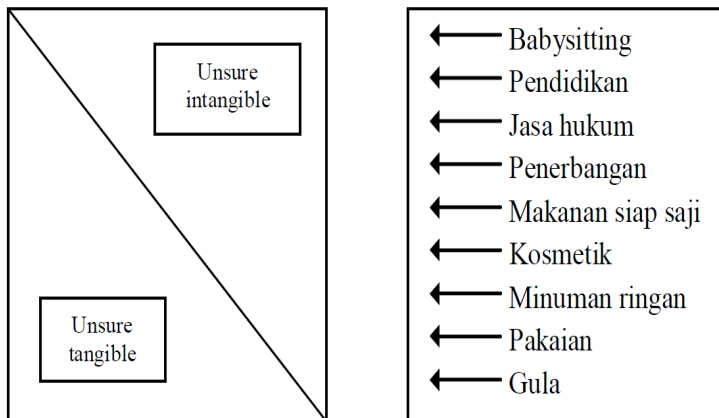 Unsure
intangible
Unsure
tangible
Babysitting
Pendidikan
Jasa hukum
Penerbangan
Makanan siap saji
Kosmetik
Minuman ringan
Pakaian
Gula